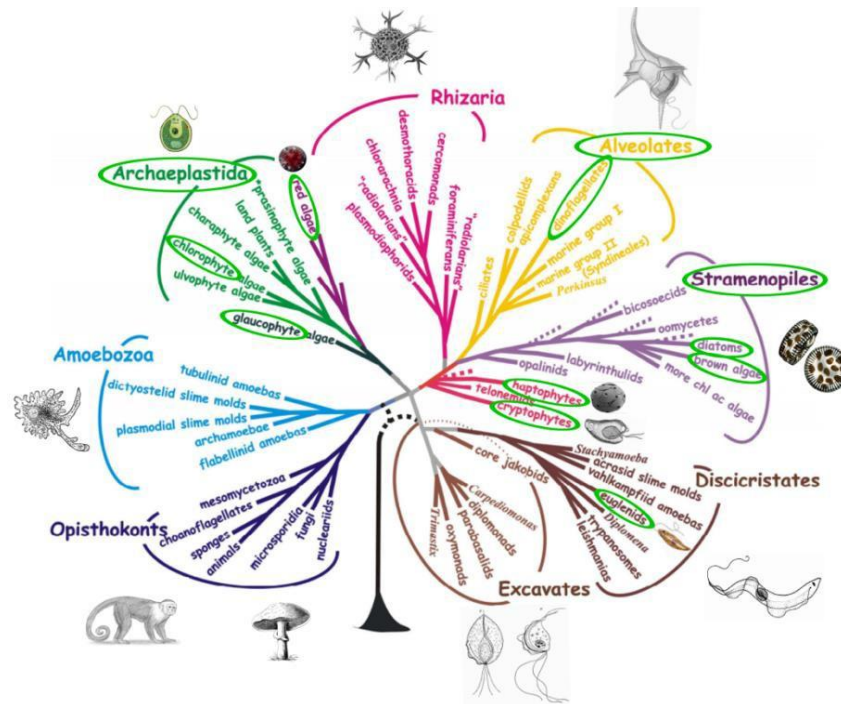 Rhizaria
cercomonads
desmothoracids
chlorarachnia
"radiolarians"
plasmodiophorids
foraminiferans
"radiolarians"
Alveolates
colpodellids
apicomplexans
dinoflagellates
ciliates
marine group I
marine group II
(Syndineales)
Perkinsus
Archaeplastida
red algae
"prasinophyte algae
land plants
charaphyte algae
chlorophyte algae
ulvophyte algae
glaucophyte algae
Stramenopiles
bicosoecids
oomycetes
diatoms
brown algae
more chl ac algae
labyrinthulids
opalinids
haptophytes
telonemids
cryptophytes
Amoebozoa
tubulinid amoebas
dictyostelid slime molds
plasmodial slime molds
archamoebae
flabellinid amoebas
Opisthokonts
mesomycetozoa
choanoflagellates
sponges
animals
microsporidia
fungi
nucleariids
Discicristates
Stachyamoeba
acrasid slime molds
vahlkampfiid amoebas
euglenids
Diplomena
trypanosomes
leishmanias
core jakobids
Carpediomonas
diplomonads
parabasalids
oxymonads
Trimastix
Excavates